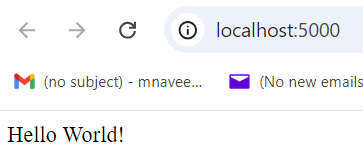 localhost:5000
(no subject) - mnavee... (No new emails
Hello World!